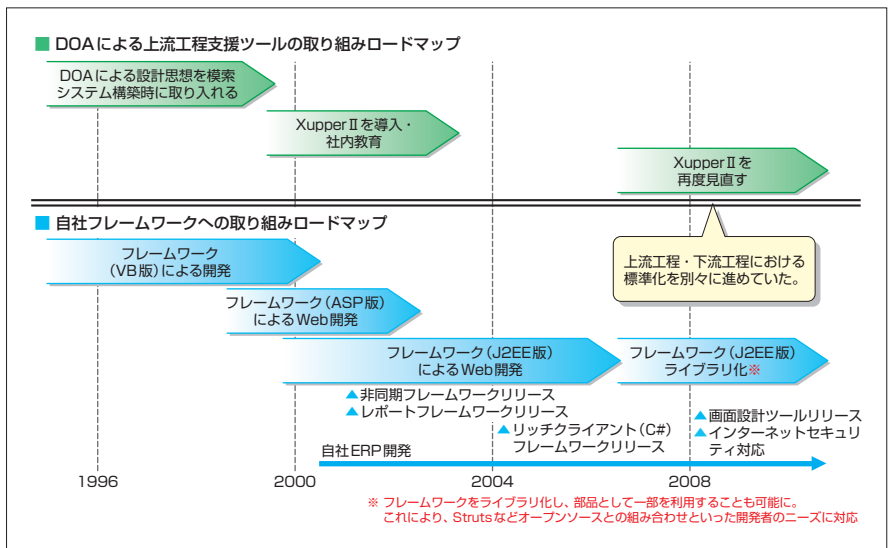 ■ DOAによる上流工程支援ツールの取り組みロードマップ
DOAによる設計思想を模索
システム構築時に取り入れる
XupperⅡを導入・
社内教育
XupperⅡを
再度見直す
■ 自社フレームワークへの取り組みロードマップ
フレームワーク
(VB版)による開発
上流工程・下流工程における
標準化を別々に進めていた。
フレームワーク(ASP版)
によるWeb開発
フレームワーク(J2EE版)
によるWeb開発
フレームワーク(J2EE版)
ライブラリ化※
▲非同期フレームワークリリース
▲レポートフレームワークリリース
▲リッチクライアント(C#)
フレームワークリリース
▲画面設計ツールリリース
▲インターネットセキュリ
ティ対応
自社ERP開発
1996 2000 2004 2008
※ フレームワークをライブラリ化し、部品として一部を利用することも可能に。
これにより、Strutsなどオープンソースとの組み合わせといった開発者のニーズに対応